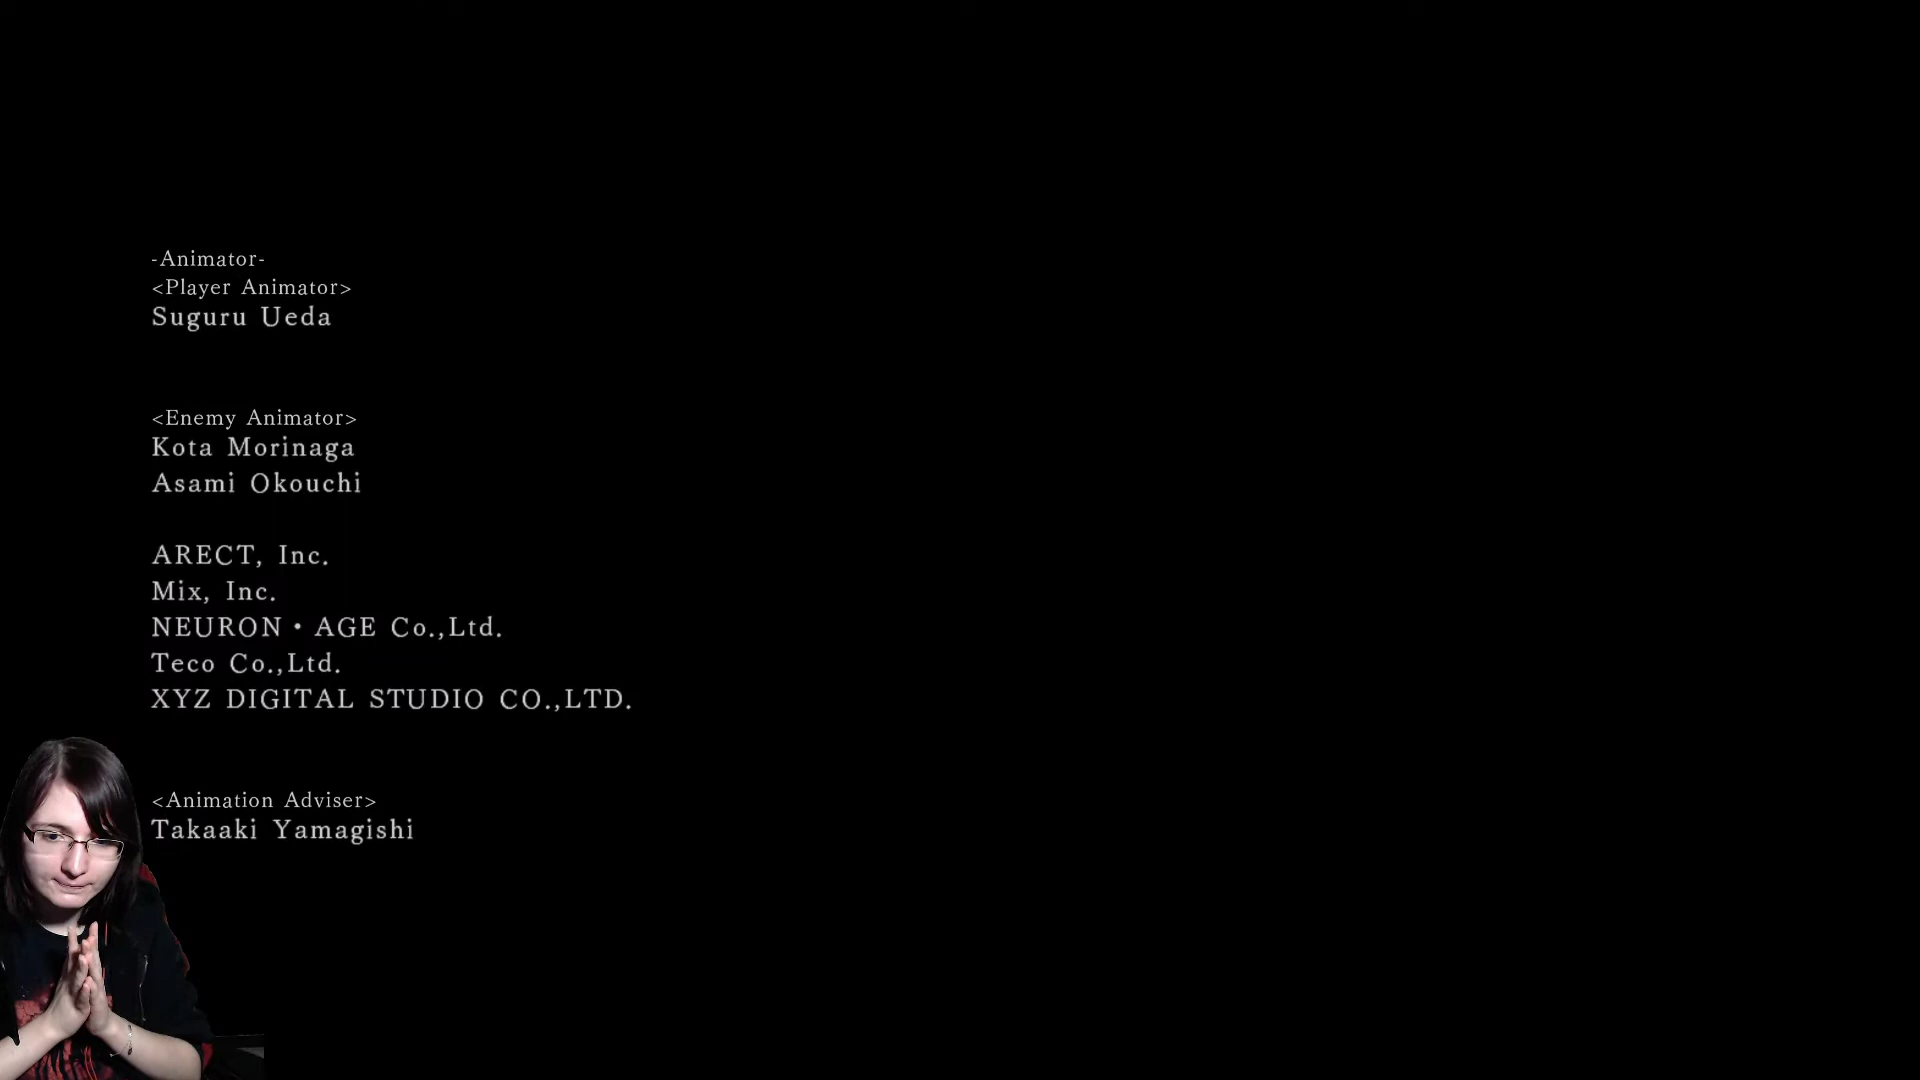 -Animator-
<Player Animator>
Suguru Ueda
<Enemy Animator>
Kota Morinaga
Asami Okouchi
ARECT, Inc.
Mix, Inc.
NEURON・AGE Co.,Ltd.
Teco Co.,Ltd.
XYZ DIGITAL STUDIO CO.,LTD.
<Animation Adviser>
Takaaki Yamagishi